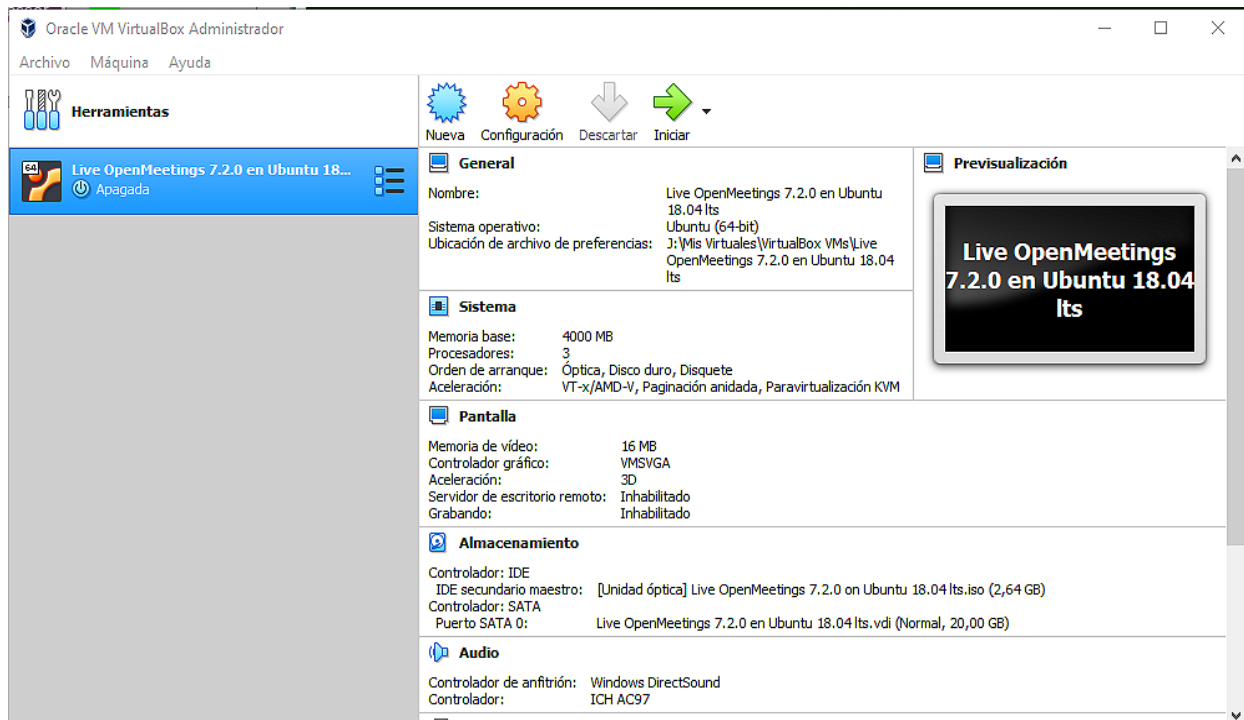 Oracle VM VirtualBox Administrador
Archivo Máquina Ayuda
Herramientas
Nueva Configuración Descartar Iniciar
64
Live OpenMeetings 7.2.0 en Ubuntu 18...
Apagada
General
Nombre: Live OpenMeetings 7.2.0 en Ubuntu
18.04 lts
Sistema operativo: Ubuntu (64-bit)
Ubicación de archivo de preferencias: J:\Mis Virtuales\VirtualBox VMs\Live
OpenMeetings 7.2.0 en Ubuntu 18.04
lts
Previsualización
Live OpenMeetings
7.2.0 en Ubuntu 18.04
lts
Sistema
Memoria base: 4000 MB
Procesadores: 3
Orden de arranque: Óptica, Disco duro, Disquete
Aceleración: VT-x/AMD-V, Paginación anidada, Paravirtualización KVM
Pantalla
Memoria de vídeo: 16 MB
Controlador gráfico: VMSVGA
Aceleración: 3D
Servidor de escritorio remoto: Inhabilitado
Grabando: Inhabilitado
Almacenamiento
Controlador: IDE
IDE secundario maestro: [Unidad óptica] Live OpenMeetings 7.2.0 on Ubuntu 18.04 lts.iso (2,64 GB)
Controlador: SATA
Puerto SATA 0: Live OpenMeetings 7.2.0 en Ubuntu 18.04 lts.vdi (Normal, 20,00 GB)
Audio
Controlador de anfitrión: Windows DirectSound
Controlador: ICH AC97